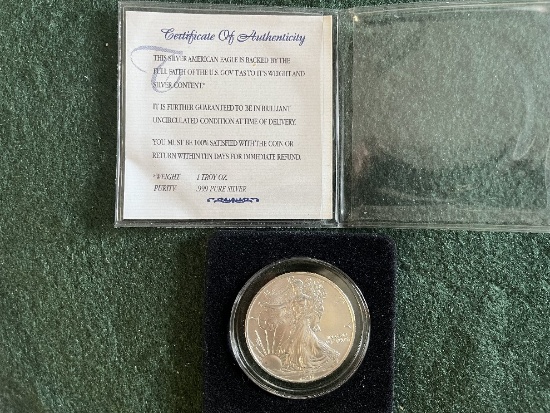 Certificate Of Authenticity
THIS SILVER AMERICAN EAGLE IS BACKED BY THE
FULL FAITH OF THE U.S. GOV'T AS TO IT'S WEIGHT AND
SILVER CONTENT*
IT IS FURTHER GUARANTEED TO BE IN BRILLIANT
UNCIRCULATED CONDITION AT TIME OF DELIVERY.
YOU MUST BE 100% SATISFIED WITH THE COIN OR
RETURN WITHIN TEN DAYS FOR IMMEDIATE REFUND.
*WEIGHT 1 TROY OZ.
PURITY .999 PURE SILVER